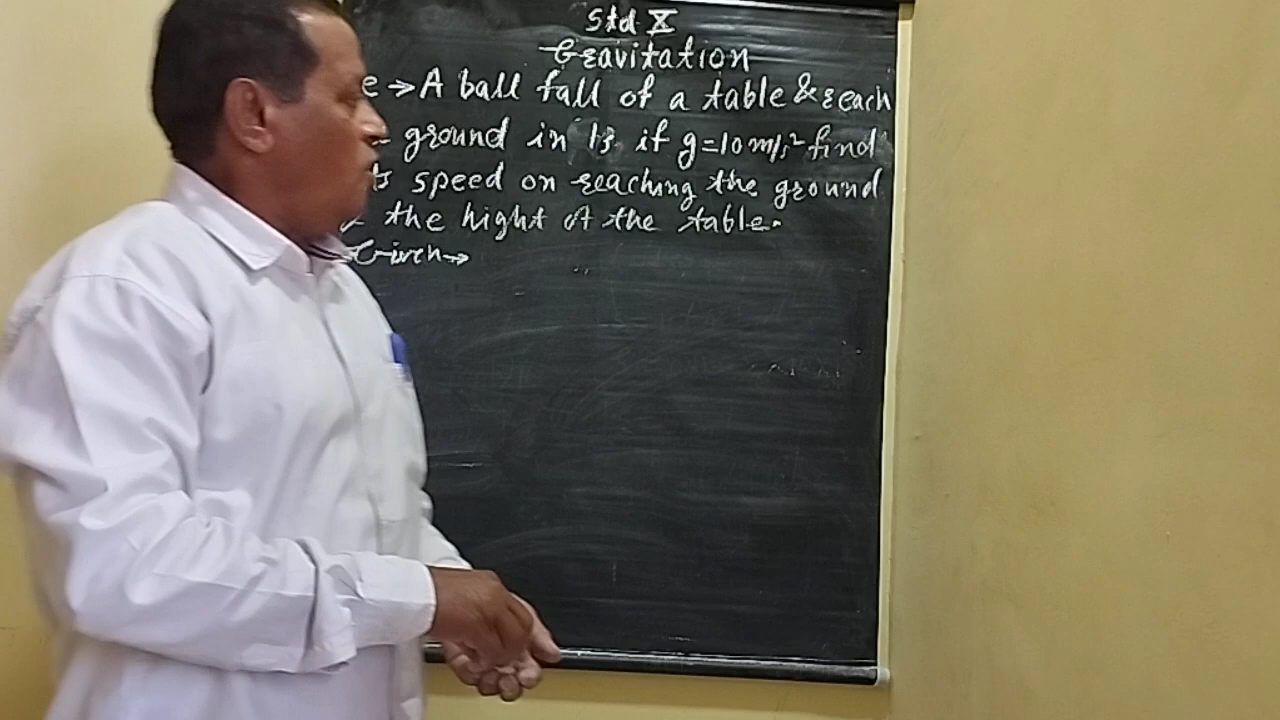 Std X
Gravitation
e → A ball fall of a table & reach
ground in 1s if g=10 m/s² find
speed on reaching the ground
the hight of the table.
Given →